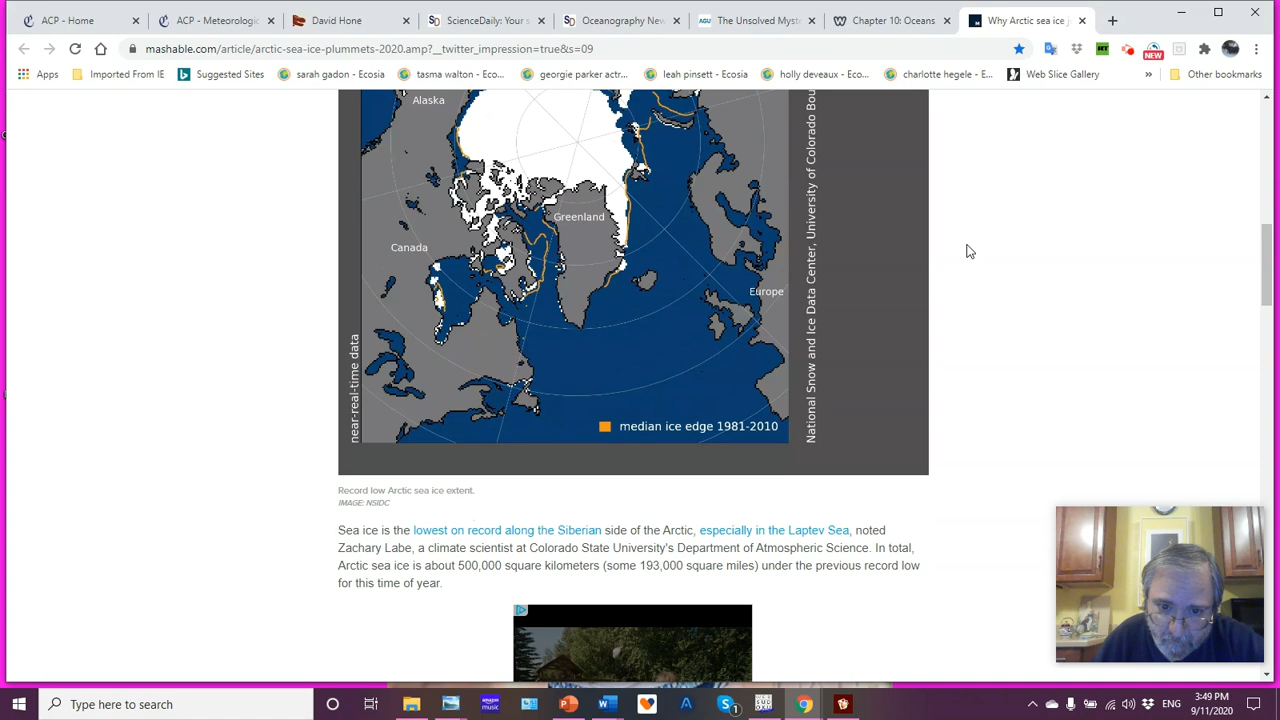 ACP - Home
ACP - Meteorologic
David Hone
ScienceDaily: Your s
Oceanography New
The Unsolved Myste
Chapter 10: Oceans
Why Arctic sea ice j
mashable.com/article/arctic-sea-ice-plummets-2020.amp?__twitter_impression=true&s=09
Apps
Imported From IE
Suggested Sites
sarah gadon - Ecosia
tasma walton - Eco...
georgie parker actr...
leah pinsett - Ecosia
holly deveaux - Eco...
charlotte hegele - E...
Web Slice Gallery
»
Other bookmarks
NEW
Alaska
Greenland
Canada
Europe
near-real-time data
National Snow and Ice Data Center, University of Colorado Bou
median ice edge 1981-2010
Record low Arctic sea ice extent.
IMAGE: NSIDC
Sea ice is the lowest on record along the Siberian side of the Arctic, especially in the Laptev Sea, noted
Zachary Labe, a climate scientist at Colorado State University's Department of Atmospheric Science. In total,
Arctic sea ice is about 500,000 square kilometers (some 193,000 square miles) under the previous record low
for this time of year.
Type here to search
ENG
3:49 PM
9/11/2020